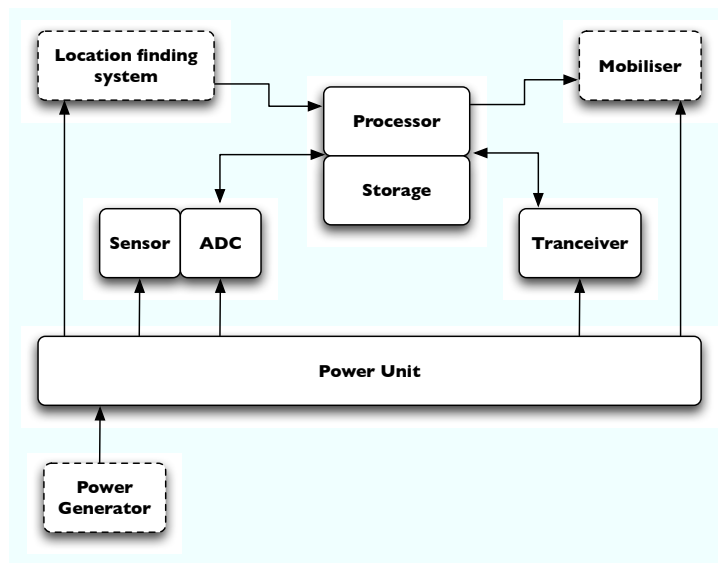 Location finding
system
Mobiliser
Processor
Storage
Sensor
ADC
Tranceiver
Power Unit
Power
Generator